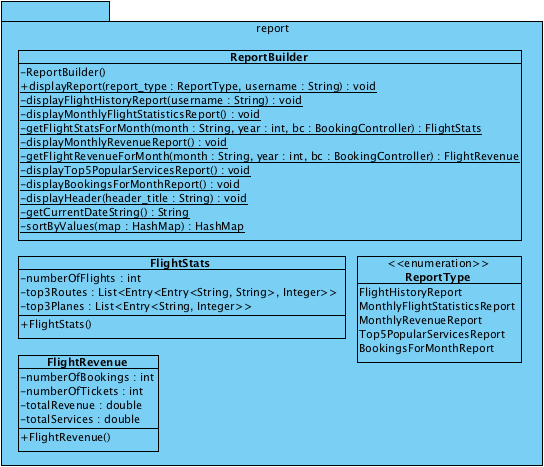 report
ReportBuilder
-ReportBuilder()
+displayReport(report_type : ReportType, username : String) : void
-displayFlightHistoryReport(username : String) : void
-displayMonthlyFlightStatisticsReport() : void
-getFlightStatsForMonth(month : String, year : int, bc : BookingController) : FlightStats
-displayMonthlyRevenueReport() : void
-getFlightRevenueForMonth(month : String, year : int, bc : BookingController) : FlightRevenue
-displayTop5PopularServicesReport() : void
-displayBookingsForMonthReport() : void
-displayHeader(header_title : String) : void
-getCurrentDateString() : String
-sortByValues(map : HashMap) : HashMap
FlightStats
-numberOfFlights : int
-top3Routes : List<Entry<Entry<String, String>, Integer>>
-top3Planes : List<Entry<String, Integer>>
+FlightStats()
<<enumeration>>
ReportType
FlightHistoryReport
MonthlyFlightStatisticsReport
MonthlyRevenueReport
Top5PopularServicesReport
BookingsForMonthReport
FlightRevenue
-numberOfBookings : int
-numberOfTickets : int
-totalRevenue : double
-totalServices : double
+FlightRevenue()